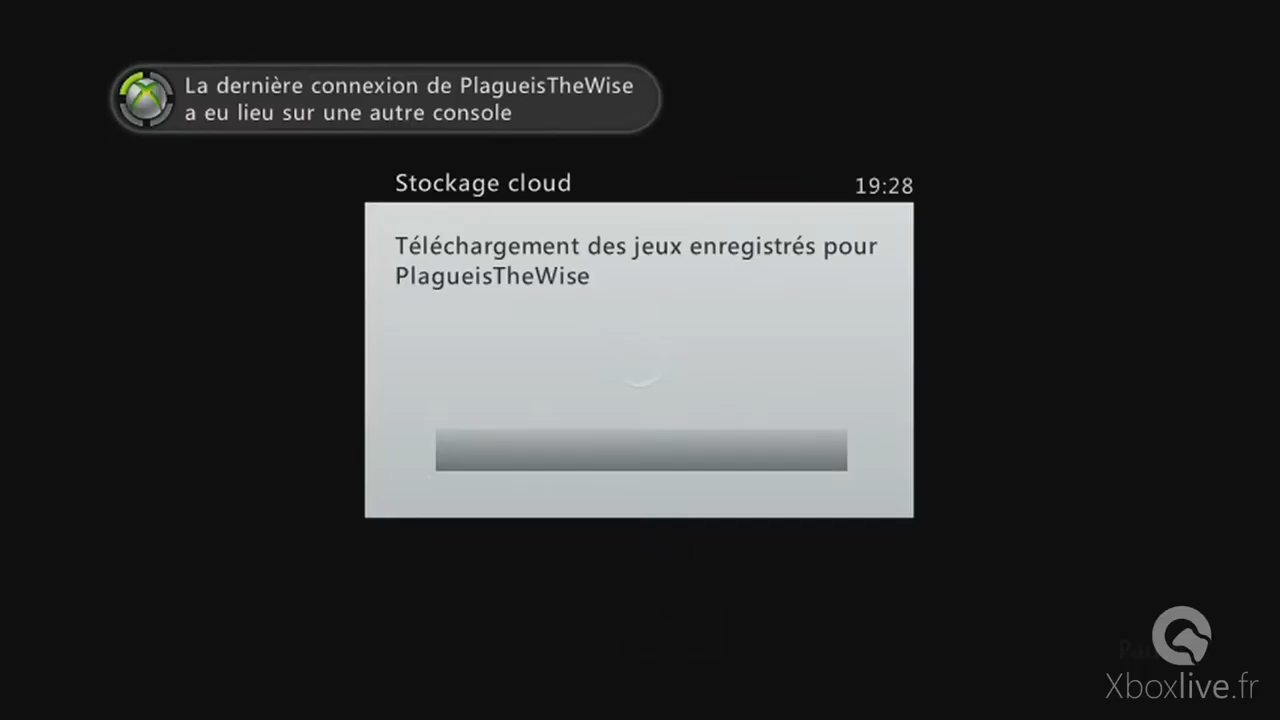 La dernière connexion de PlagueisTheWise
a eu lieu sur une autre console
Stockage cloud
19:28
Téléchargement des jeux enregistrés pour
PlagueisTheWise
Xboxlive.fr